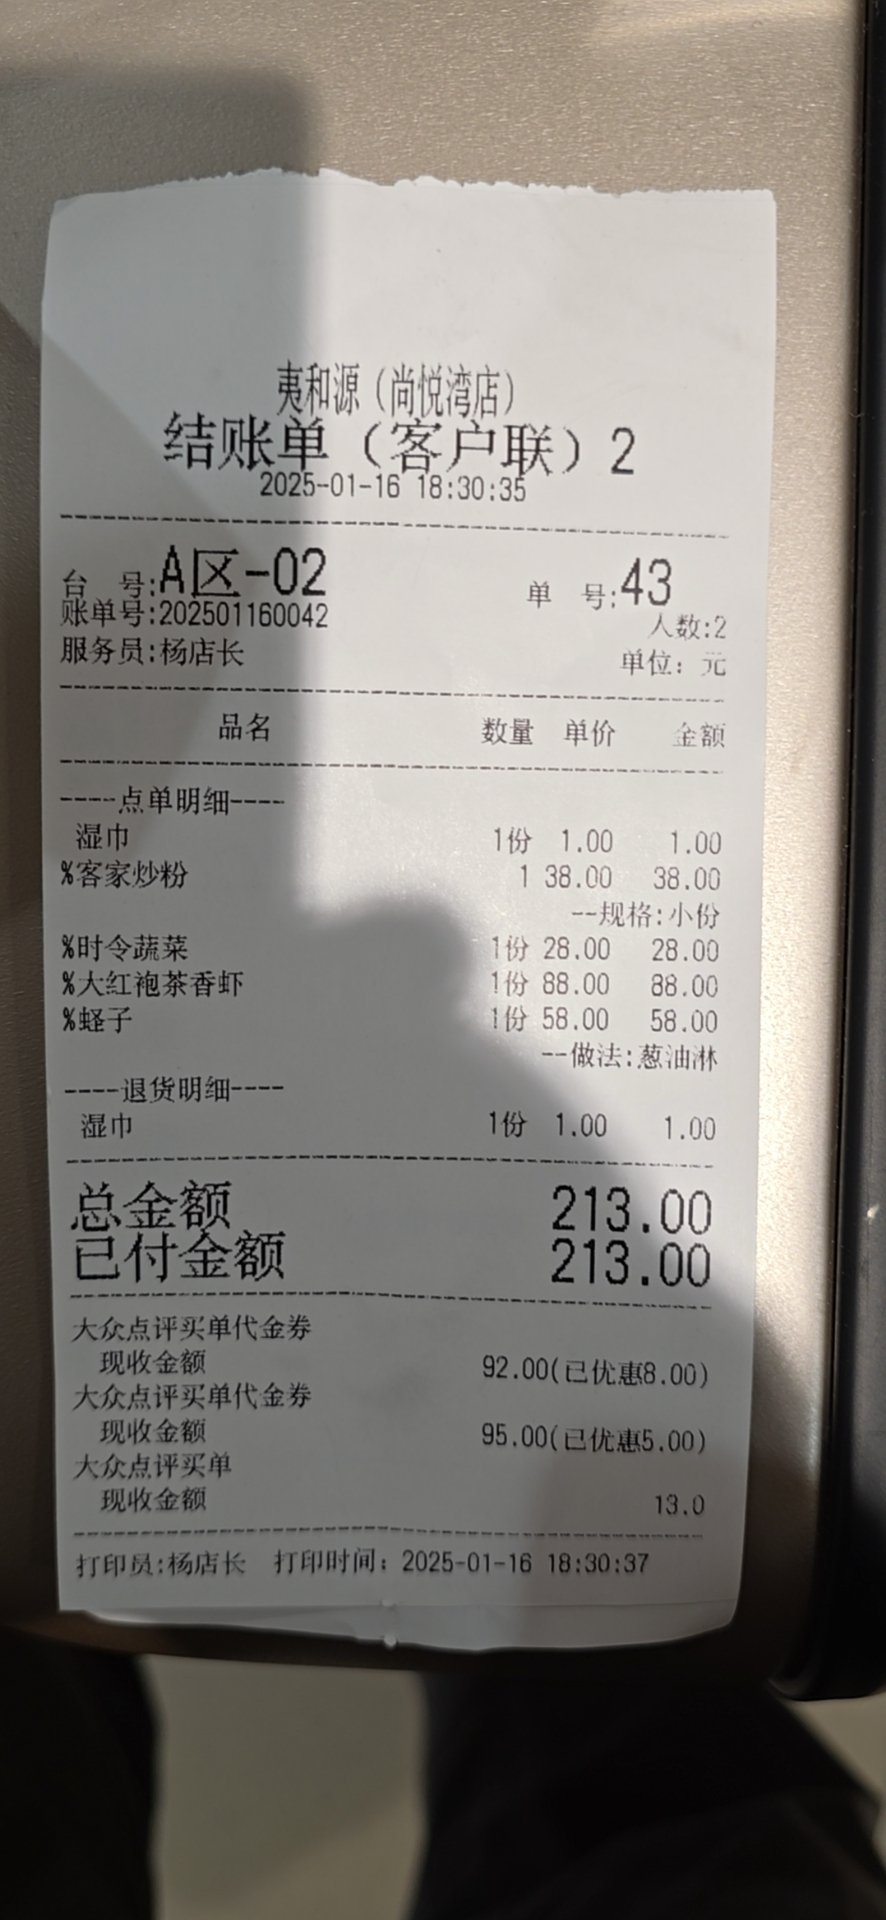 夷和源（尚悦湾店）
结账单（客户联）2
2025-01-16 18:30:35
台 号:A区-02 单 号:43
账单号:202501160042 人数:2
服务员:杨店长 单位：元
品名 数量 单价 金额
----点单明细----
湿巾 1份 1.00 1.00
%客家炒粉 1 38.00 38.00
--规格:小份
%时令蔬菜 1份 28.00 28.00
%大红袍茶香虾 1份 88.00 88.00
%蛏子 1份 58.00 58.00
--做法:葱油淋
----退货明细----
湿巾 1份 1.00 1.00
总金额 213.00
已付金额 213.00
大众点评买单代金券
现收金额 92.00(已优惠8.00)
大众点评买单代金券
现收金额 95.00(已优惠5.00)
大众点评买单
现收金额 13.0
打印员:杨店长 打印时间：2025-01-16 18:30:37